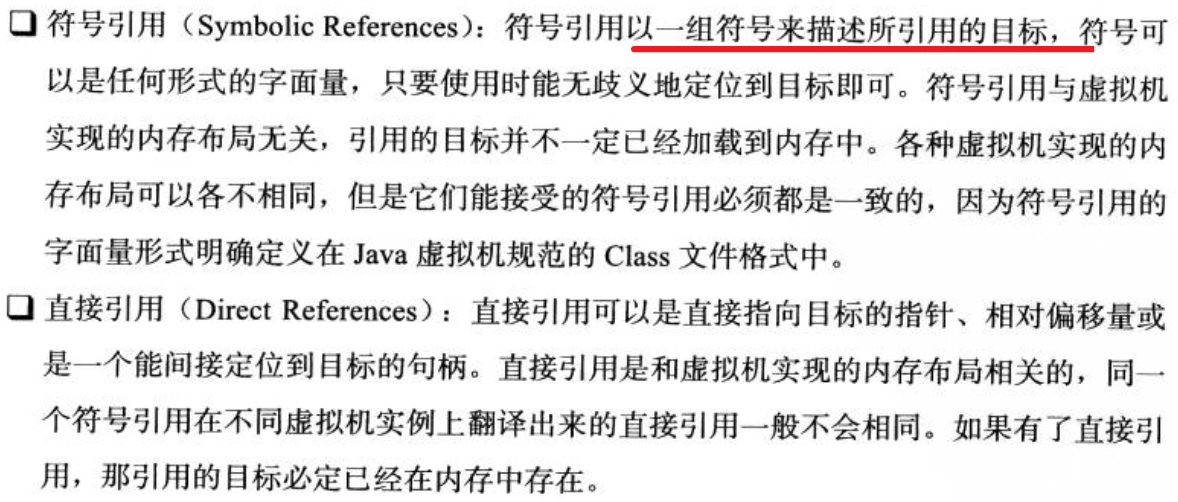 ❑ 符号引用（Symbolic References）：符号引用以一组符号来描述所引用的目标，符号可
以是任何形式的字面量，只要使用时能无歧义地定位到目标即可。符号引用与虚拟机
实现的内存布局无关，引用的目标并不一定已经加载到内存中。各种虚拟机实现的内
存布局可以各不相同，但是它们能接受的符号引用必须都是一致的，因为符号引用的
字面量形式明确定义在 Java 虚拟机规范的 Class 文件格式中。
❑ 直接引用（Direct References）：直接引用可以是直接指向目标的指针、相对偏移量或
是一个能间接定位到目标的句柄。直接引用是和虚拟机实现的内存布局相关的，同一
个符号引用在不同虚拟机实例上翻译出来的直接引用一般不会相同。如果有了直接引
用，那引用的目标必定已经在内存中存在。